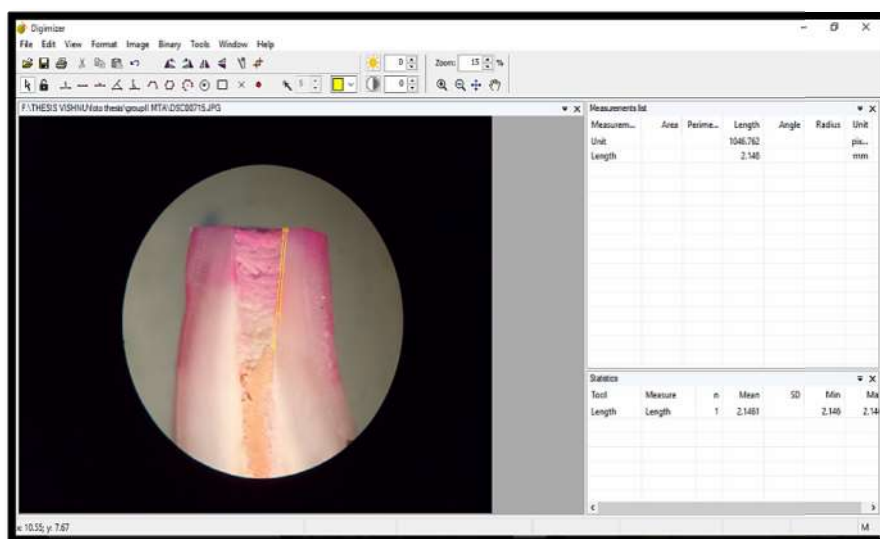 Digimizer
File Edit View Format Image Binary Tools Window Help
0 Zoom: 15 %
5 0
F:\THESIS VISHNU\foto thesis\groupII MTA\DSC00715.JPG
Measurements list
Measurem... Area Perime... Length Angle Radius Unit
Unit 1046.762 pix...
Length 2.146 mm
Statistics
Tool Measure n Mean SD Min Ma
Length Length 1 2.1461 2.146 2.14
x: 10.55; y: 7.67 M